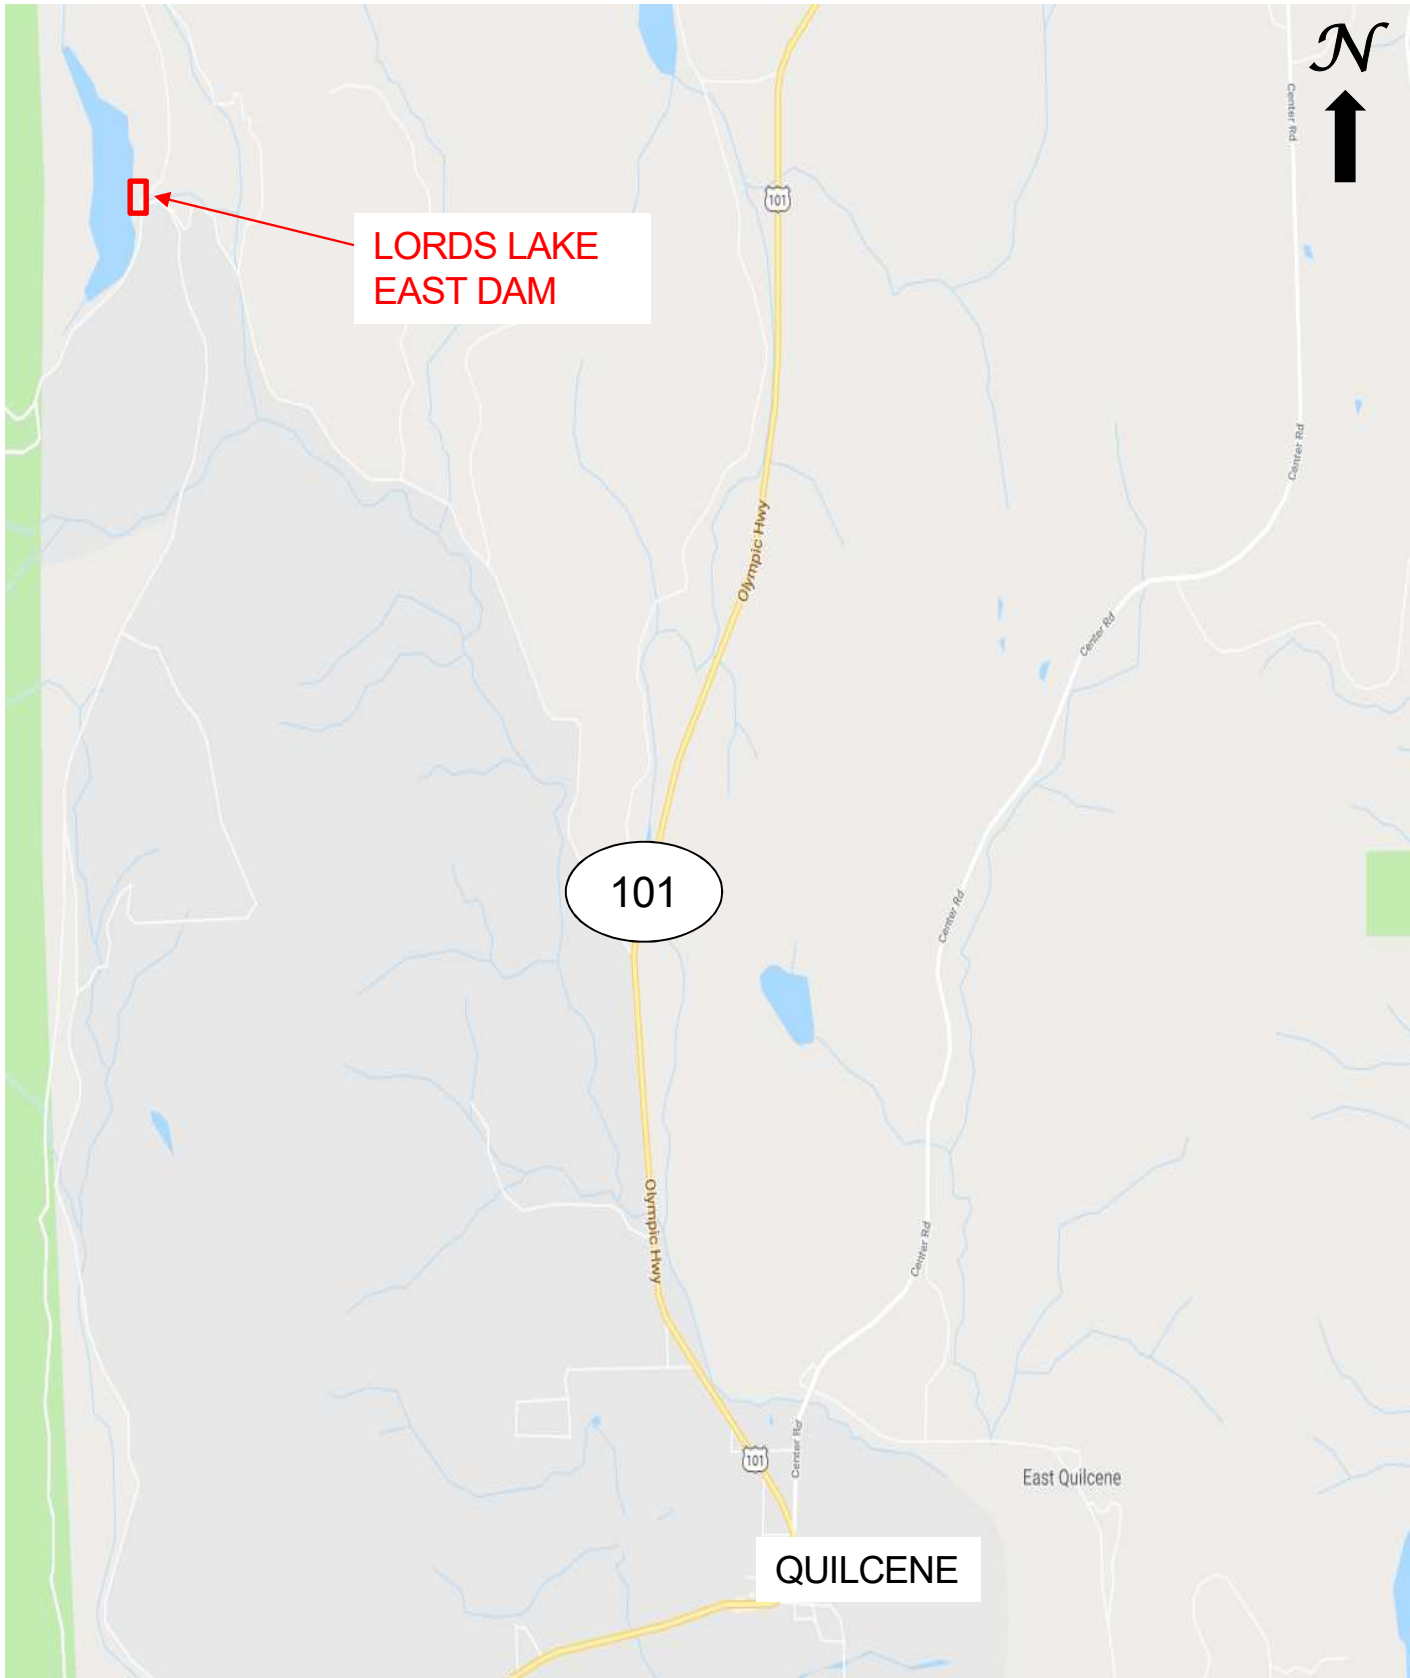 N
Center Rd
101
LORDS LAKE
EAST DAM
Center Rd
Olympic Hwy
Center Rd
101
Center Rd
Olympic Hwy
Center Rd
Center Rd
101
East Quilcene
QUILCENE